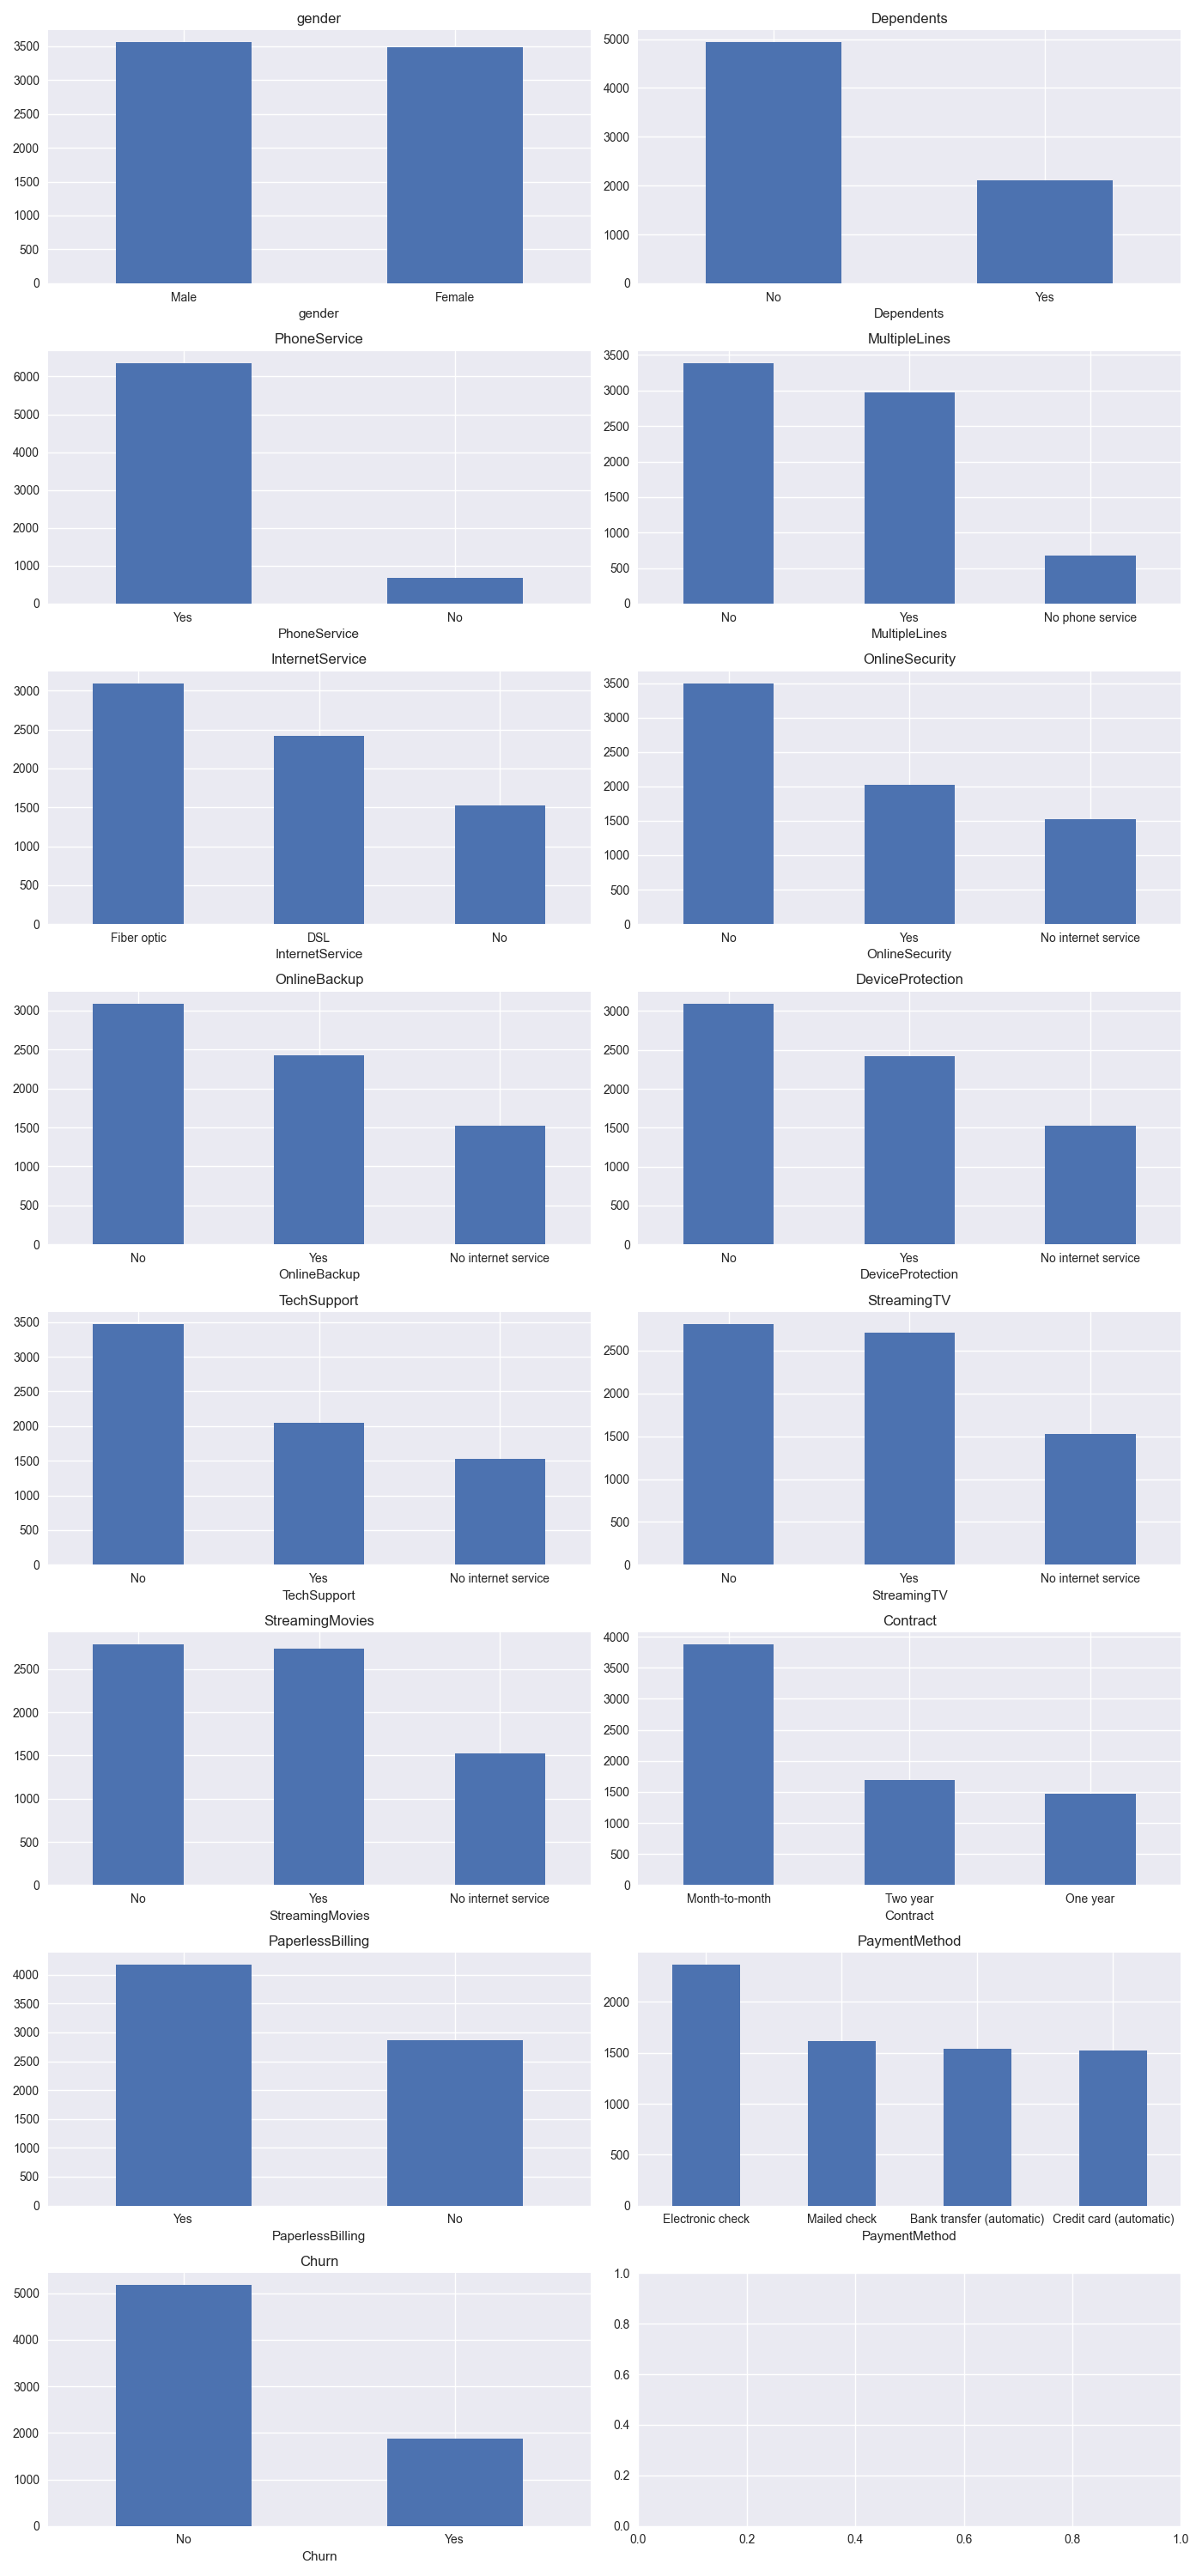 gender
3500
3000
2500
2000
1500
1000
500
0
Male Female
gender
Dependents
5000
4000
3000
2000
1000
0
No Yes
Dependents
PhoneService
6000
5000
4000
3000
2000
1000
0
Yes No
PhoneService
MultipleLines
3500
3000
2500
2000
1500
1000
500
0
No Yes No phone service
MultipleLines
InternetService
3000
2500
2000
1500
1000
500
0
Fiber optic DSL No
InternetService
OnlineSecurity
3500
3000
2500
2000
1500
1000
500
0
No Yes No internet service
OnlineSecurity
OnlineBackup
3000
2500
2000
1500
1000
500
0
No Yes No internet service
OnlineBackup
DeviceProtection
3000
2500
2000
1500
1000
500
0
No Yes No internet service
DeviceProtection
TechSupport
3500
3000
2500
2000
1500
1000
500
0
No Yes No internet service
TechSupport
StreamingTV
2500
2000
1500
1000
500
0
No Yes No internet service
StreamingTV
StreamingMovies
2500
2000
1500
1000
500
0
No Yes No internet service
StreamingMovies
Contract
4000
3500
3000
2500
2000
1500
1000
500
0
Month-to-month Two year One year
Contract
PaperlessBilling
4000
3500
3000
2500
2000
1500
1000
500
0
Yes No
PaperlessBilling
PaymentMethod
2000
1500
1000
500
0
Electronic check Mailed check Bank transfer (automatic) Credit card (automatic)
PaymentMethod
Churn
5000
4000
3000
2000
1000
0
No Yes
Churn
1.0
0.8
0.6
0.4
0.2
0.0
0.0 0.2 0.4 0.6 0.8 1.0